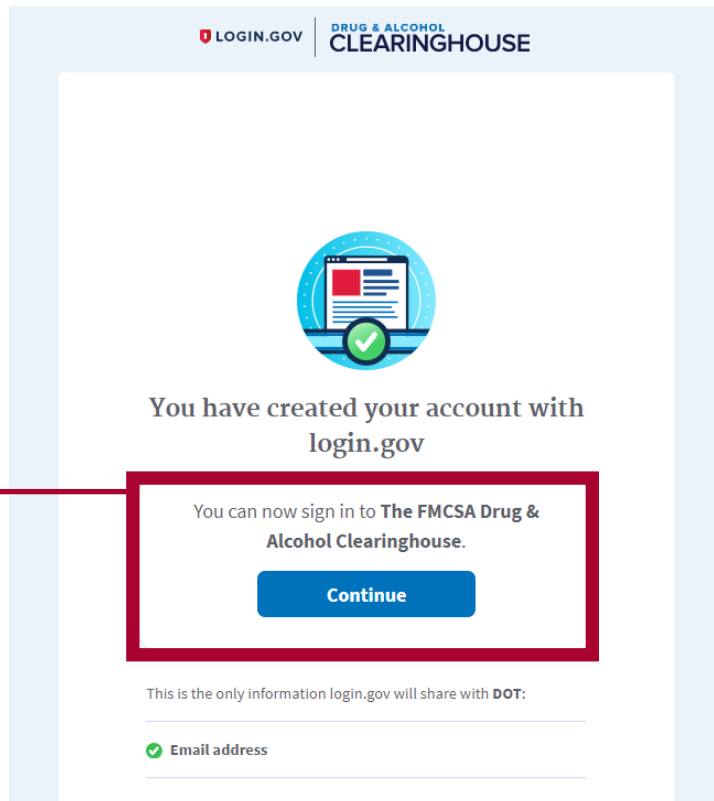 LOGIN.GOV
DRUG & ALCOHOL
CLEARINGHOUSE
You have created your account with
login.gov
You can now sign in to The FMCSA Drug &
Alcohol Clearinghouse.
Continue
This is the only information login.gov will share with DOT:
Email address